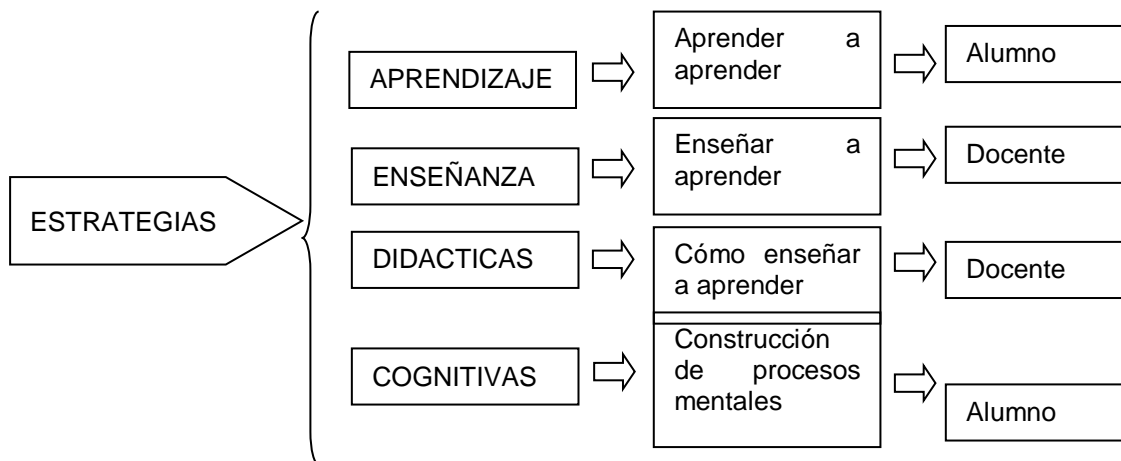 ESTRATEGIAS
APRENDIZAJE
Aprender a
aprender
Alumno
ENSEÑANZA
Enseñar a
aprender
Docente
DIDACTICAS
Cómo enseñar
a aprender
Docente
COGNITIVAS
Construcción
de procesos
mentales
Alumno